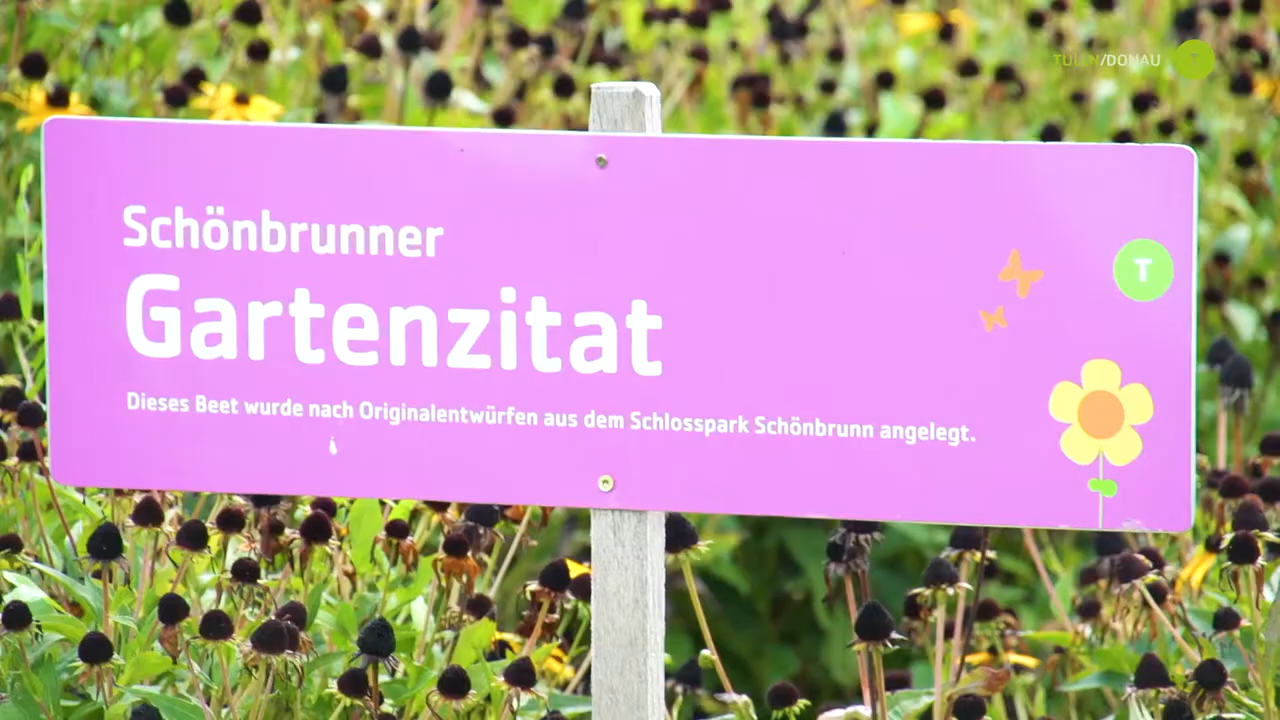 TULLN/DONAU
Schönbrunner
Gartenzitat
Dieses Beet wurde nach Originalentwürfen aus dem Schlosspark Schönbrunn angelegt.
T